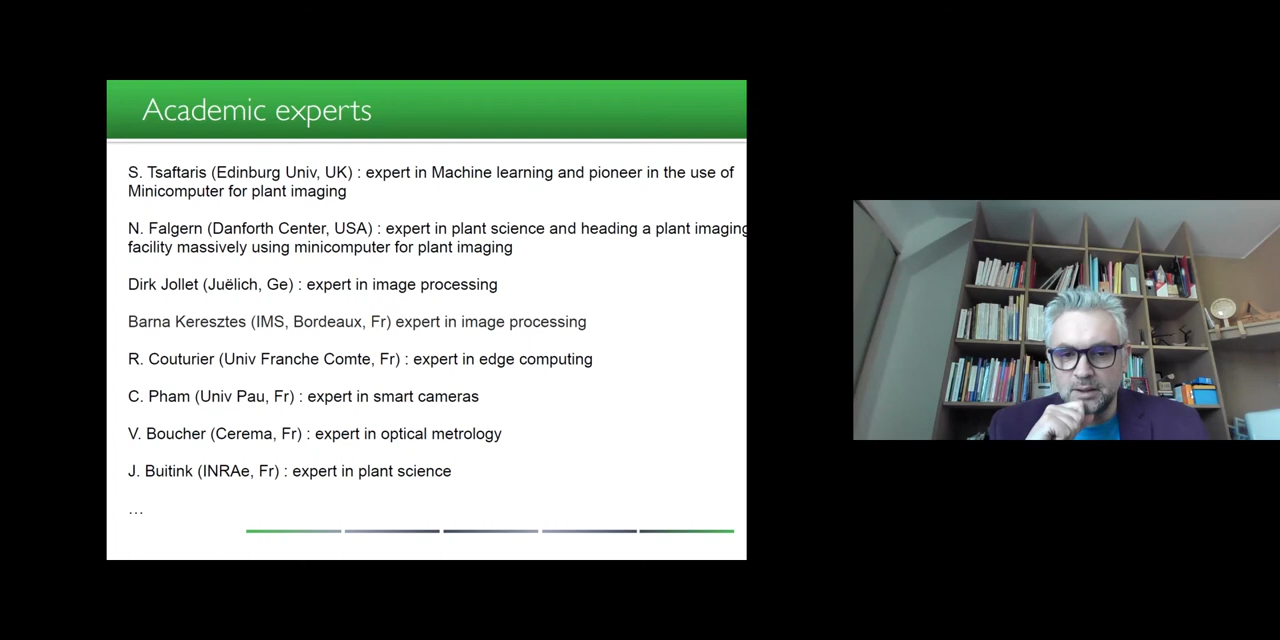 Academic experts
S. Tsaftaris (Edinburg Univ, UK) : expert in Machine learning and pioneer in the use of
Minicomputer for plant imaging
N. Falgern (Danforth Center, USA) : expert in plant science and heading a plant imaging
facility massively using minicomputer for plant imaging
Dirk Jollet (Juëlich, Ge) : expert in image processing
Barna Keresztes (IMS, Bordeaux, Fr) expert in image processing
R. Couturier (Univ Franche Comte, Fr) : expert in edge computing
C. Pham (Univ Pau, Fr) : expert in smart cameras
V. Boucher (Cerema, Fr) : expert in optical metrology
J. Buitink (INRAe, Fr) : expert in plant science
...